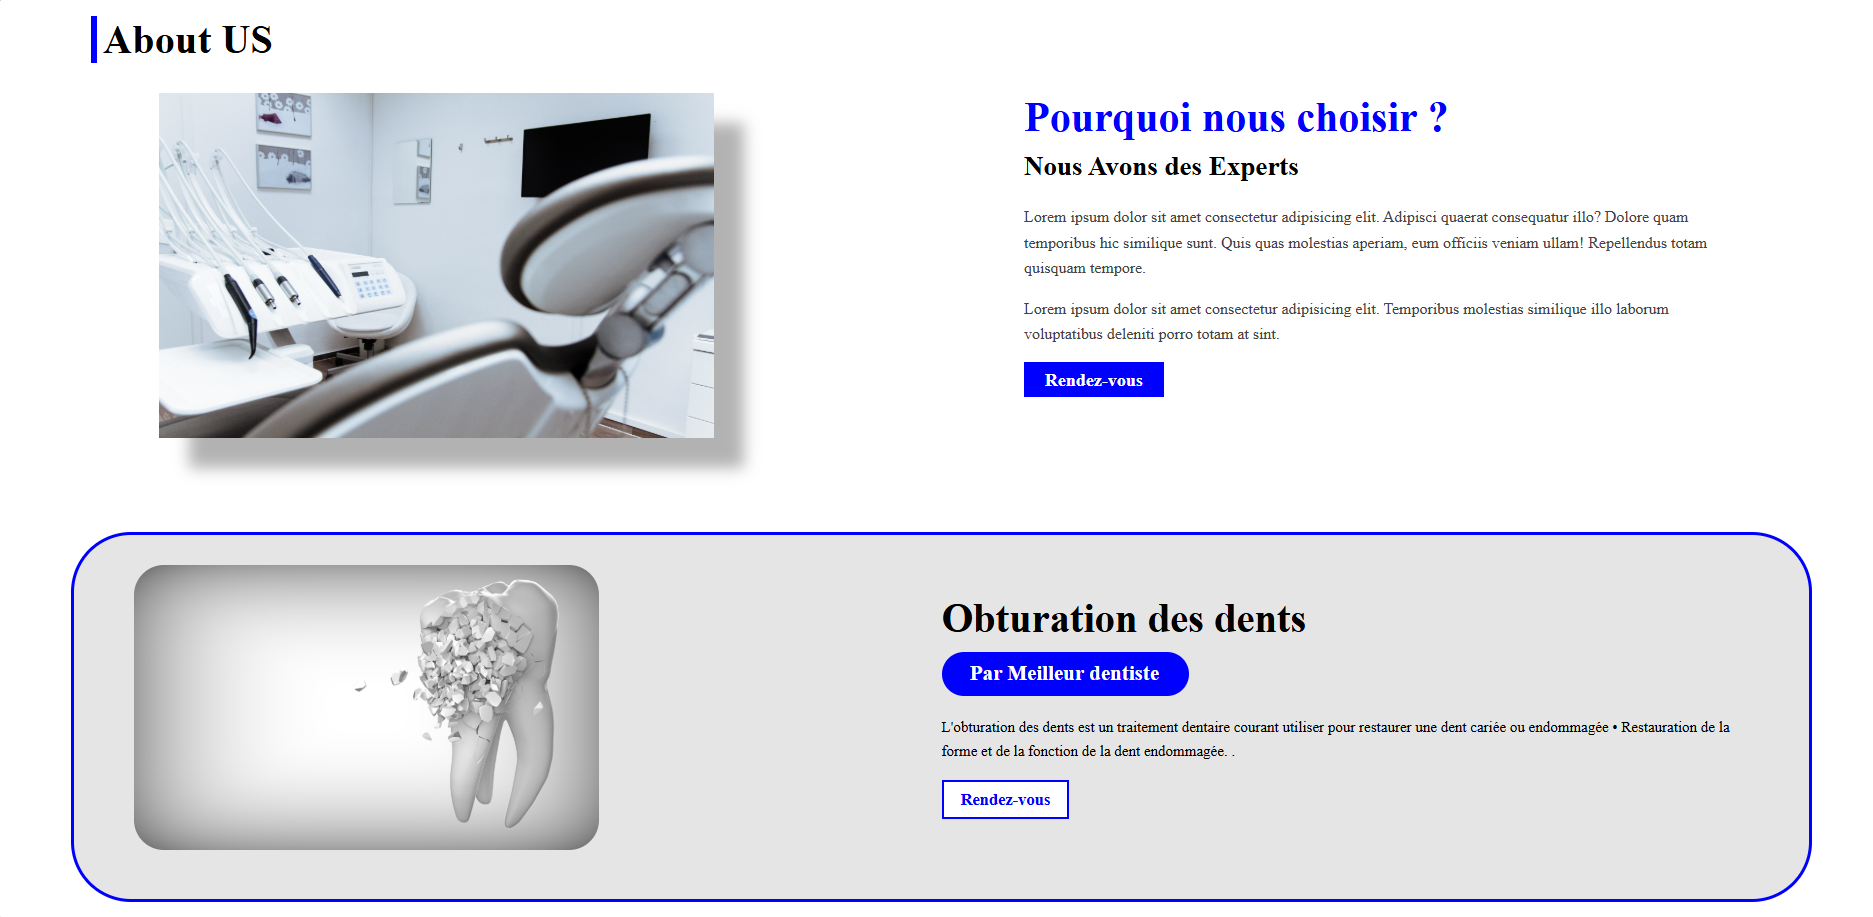 About US
Pourquoi nous choisir ?
Nous Avons des Experts
Lorem ipsum dolor sit amet consectetur adipisicing elit. Adipisci quaerat consequatur illo? Dolore quam
temporibus hic similique sunt. Quis quas molestias aperiam, eum officiis veniam ullam! Repellendus totam
quisquam tempore.
Lorem ipsum dolor sit amet consectetur adipisicing elit. Temporibus molestias similique illo laborum
voluptatibus deleniti porro totam at sint.
Rendez-vous
Obturation des dents
Par Meilleur dentiste
L'obturation des dents est un traitement dentaire courant utiliser pour restaurer une dent cariée ou endommagée • Restauration de la
forme et de la fonction de la dent endommagée. .
Rendez-vous